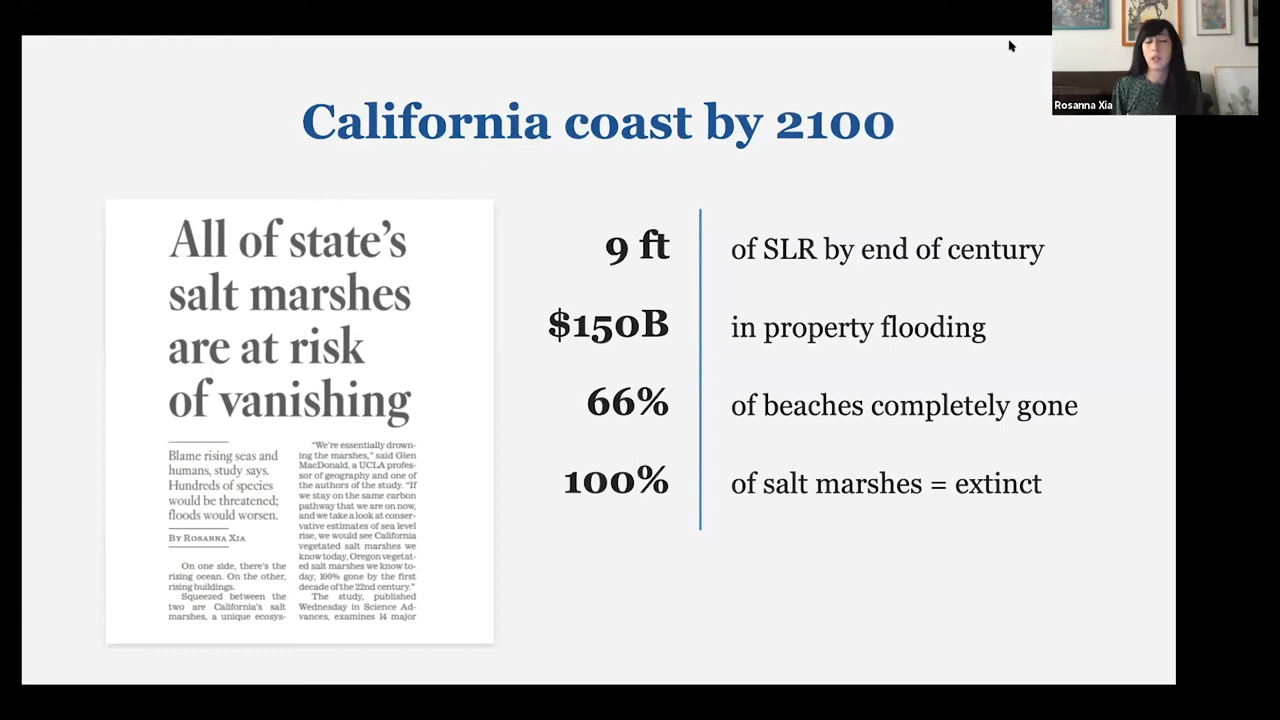 California coast by 2100
All of state's
salt marshes
are at risk
of vanishing
Blame rising seas and
humans, study says.
Hundreds of species
would be threatened;
floods would worsen.
BY ROSANNA XIA
On one side, there's the
rising ocean. On the other,
rising buildings.
Squeezed between the
two are California's salt
marshes, a unique ecosys-
"We're essentially drown-
ing the marshes," said Glen
MacDonald, a UCLA profes-
sor of geography and one of
the authors of the study. "If
we stay on the same carbon
pathway that we are on now,
and we take a look at conser-
vative estimates of sea level
rise, we would see California
vegetated salt marshes we
know today, Oregon vegetat-
ed salt marshes we know to-
day, 100% gone by the first
decade of the 22nd century."
The study, published
Wednesday in Science Ad-
vances, examines 14 major
9 ft of SLR by end of century
$150B in property flooding
66% of beaches completely gone
100% of salt marshes = extinct
Rosanna Xia